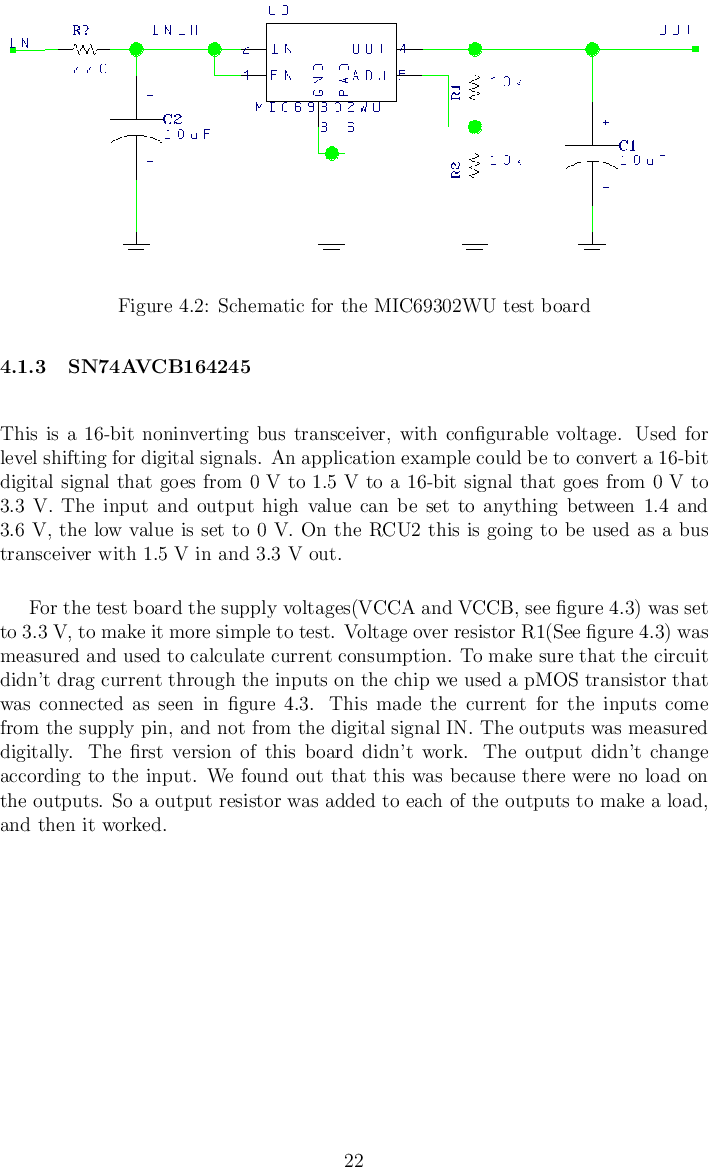 IN
R?
C2
10uF
IN
OUT
4
EN
ADJ
5
GND
PAD
MIC69302WU
3 6
R1
10k
R2
10k
C1
10uF
OUT
Figure 4.2: Schematic for the MIC69302WU test board
4.1.3 SN74AVCB164245
This is a 16-bit noninverting bus transceiver, with configurable voltage. Used for
level shifting for digital signals. An application example could be to convert a 16-bit
digital signal that goes from 0 V to 1.5 V to a 16-bit signal that goes from 0 V to
3.3 V. The input and output high value can be set to anything between 1.4 and
3.6 V, the low value is set to 0 V. On the RCU2 this is going to be used as a bus
transceiver with 1.5 V in and 3.3 V out.
For the test board the supply voltages(VCCA and VCCB, see figure 4.3) was set
to 3.3 V, to make it more simple to test. Voltage over resistor R1(See figure 4.3) was
measured and used to calculate current consumption. To make sure that the circuit
didn't drag current through the inputs on the chip we used a pMOS transistor that
was connected as seen in figure 4.3. This made the current for the inputs come
from the supply pin, and not from the digital signal IN. The outputs was measured
digitally. The first version of this board didn't work. The output didn't change
according to the input. We found out that this was because there were no load on
the outputs. So a output resistor was added to each of the outputs to make a load,
and then it worked.
22